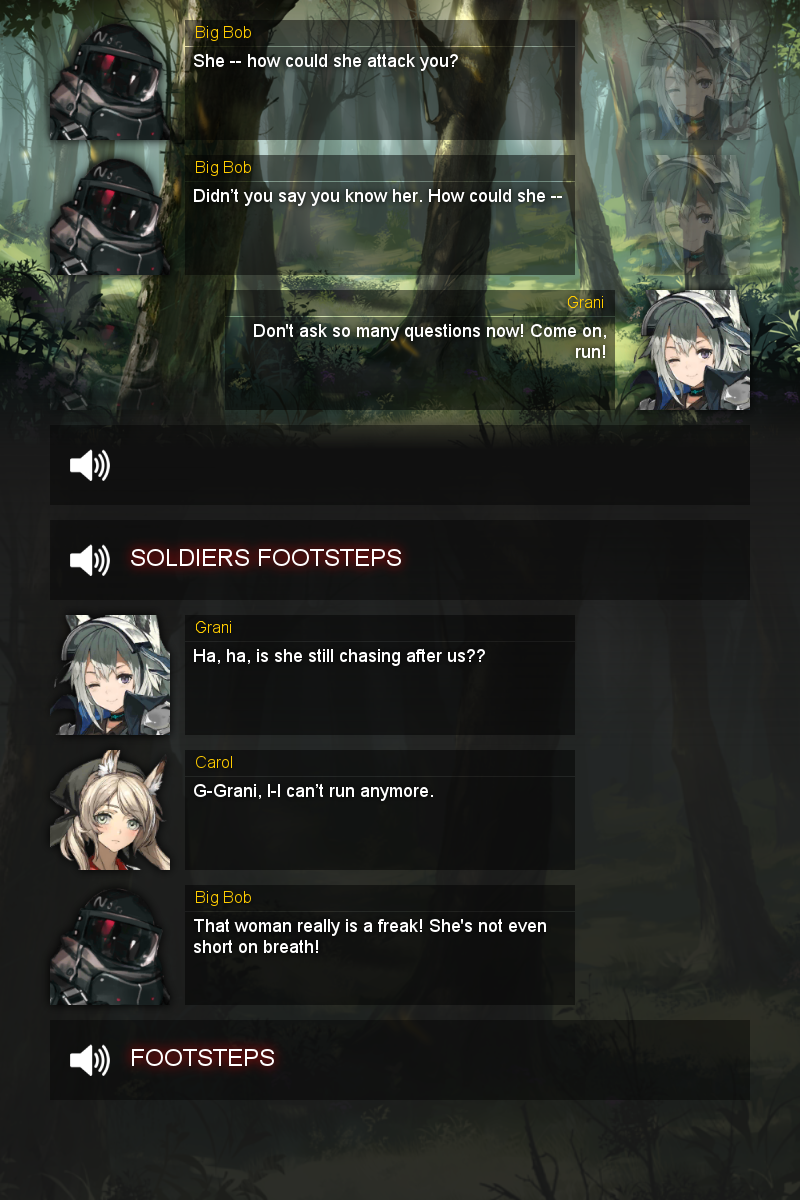 Big Bob
She -- how could she attack you?
Big Bob
Didn’t you say you know her. How could she --
Grani
Don't ask so many questions now! Come on,
run!
SOLDIERS FOOTSTEPS
Grani
Ha, ha, is she still chasing after us??
Carol
G-Grani, I-I can’t run anymore.
Big Bob
That woman really is a freak! She's not even
short on breath!
FOOTSTEPS